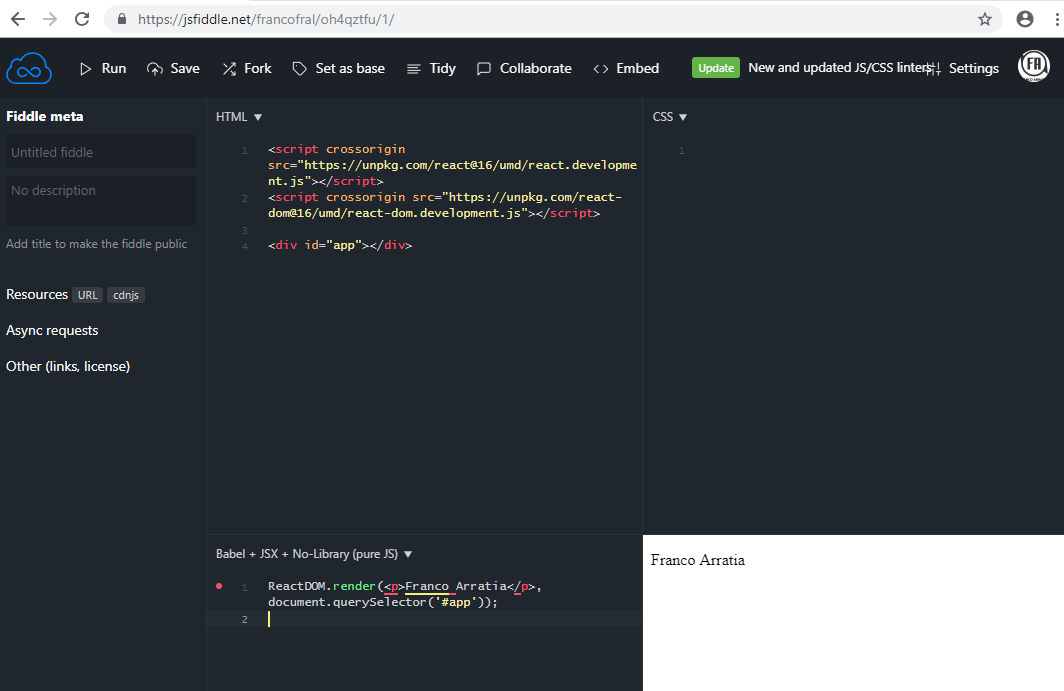 https://jsfiddle.net/francofral/oh4qztfu/1/
Run Save Fork Set as base Tidy Collaborate Embed Update New and updated JS/CSS linters Settings FA
Fiddle meta
Untitled fiddle
No description
Add title to make the fiddle public
Resources URL cdnjs
Async requests
Other (links, license)
HTML ▼
1 <script crossorigin
src="https://unpkg.com/react@16/umd/react.developme
nt.js"></script>
2 <script crossorigin src="https://unpkg.com/react-
dom@16/umd/react-dom.development.js"></script>
3
4 <div id="app"></div>
CSS ▼
1
Babel + JSX + No-Library (pure JS) ▼
1 ReactDOM.render(<p>Franco Arratia</p>,
document.querySelector('#app'));
2
Franco Arratia